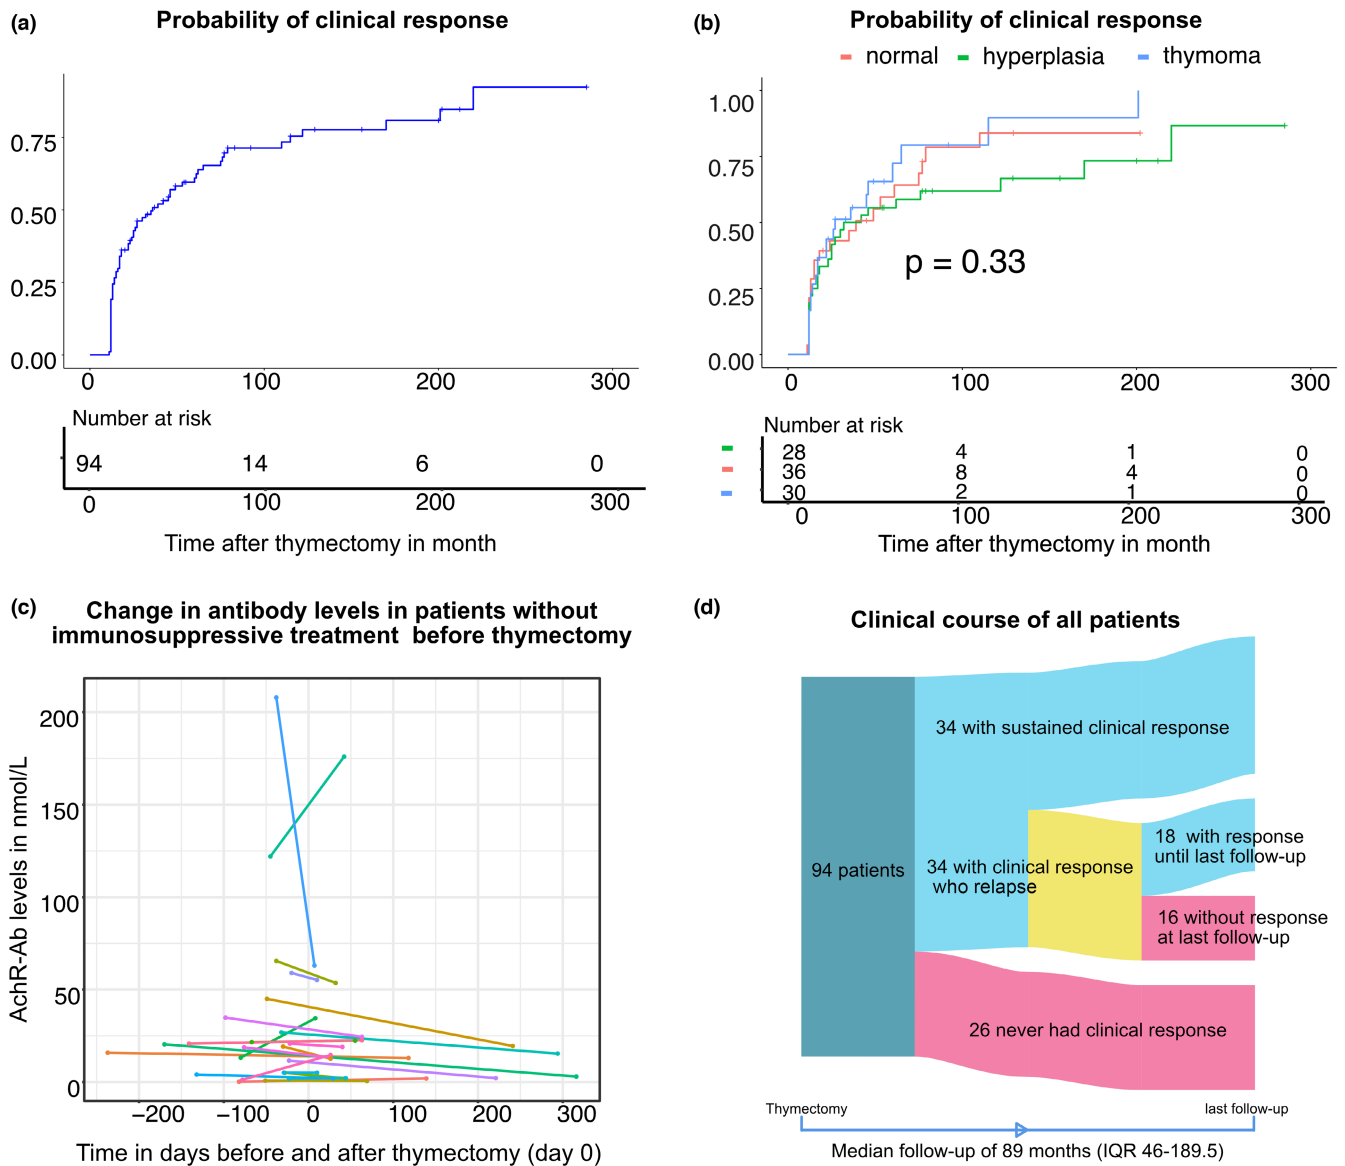 (a)
Probability of clinical response
0.75
0.50
0.25
0.00
0 100 200 300
Number at risk
94 14 6 0
0 100 200 300
Time after thymectomy in month
(b)
Probability of clinical response
normal hyperplasia thymoma
1.00
0.75
0.50
0.25
0.00
p = 0.33
0 100 200 300
Number at risk
28 4 1 0
36 8 4 0
30 2 1 0
0 100 200 300
Time after thymectomy in month
(c)
Change in antibody levels in patients without
immunosuppressive treatment before thymectomy
AchR-Ab levels in nmol/L
200
150
100
50
0
−200 −100 0 100 200 300
Time in days before and after thymectomy (day 0)
(d)
Clinical course of all patients
34 with sustained clinical response
94 patients
34 with clinical response
who relapse
18 with response
until last follow-up
16 without response
at last follow-up
26 never had clinical response
Thymectomy
last follow-up
Median follow-up of 89 months (IQR 46-189.5)